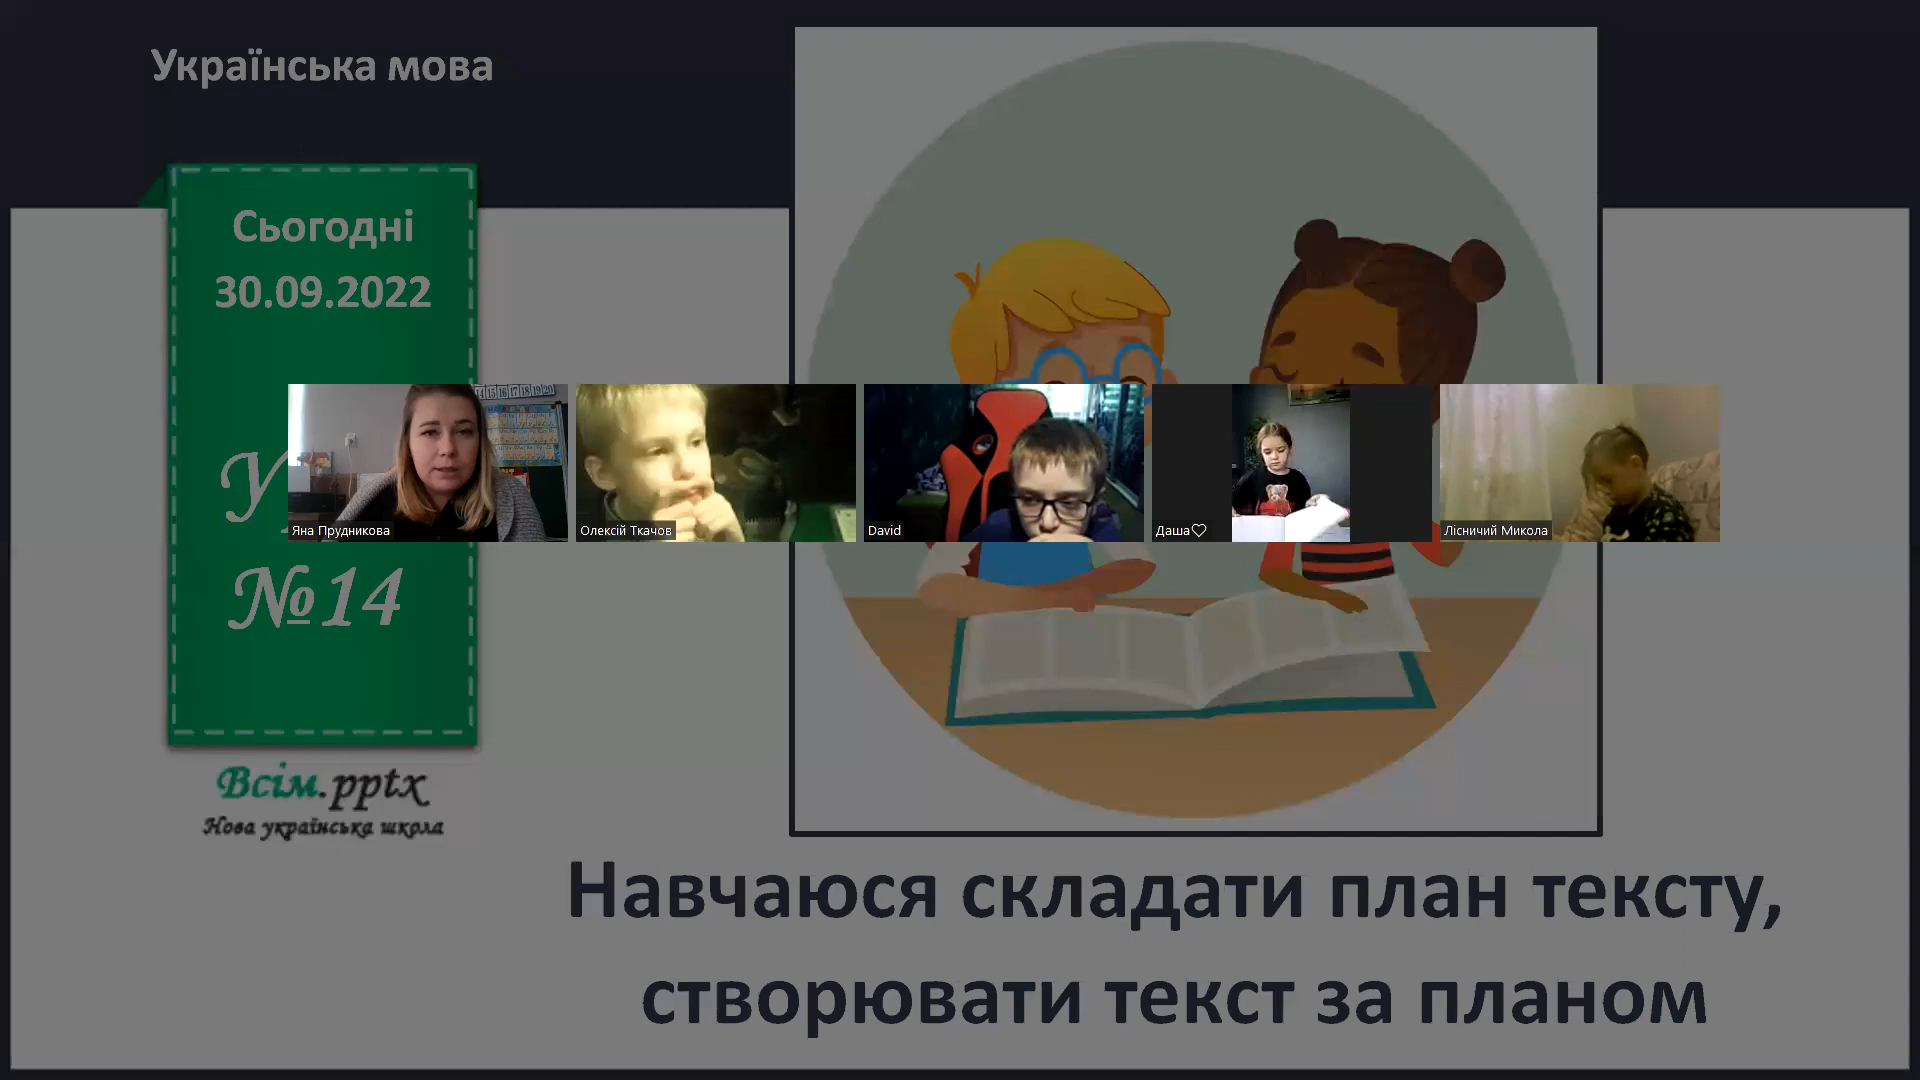 Українська мова
Сьогодні
30.09.2022
№14
Всім.pptx
Нова українська школа
Яна Прудникова
Олексій Ткачов
David
Даша♡
Лісничий Микола
Навчаюся складати план тексту,
створювати текст за планом